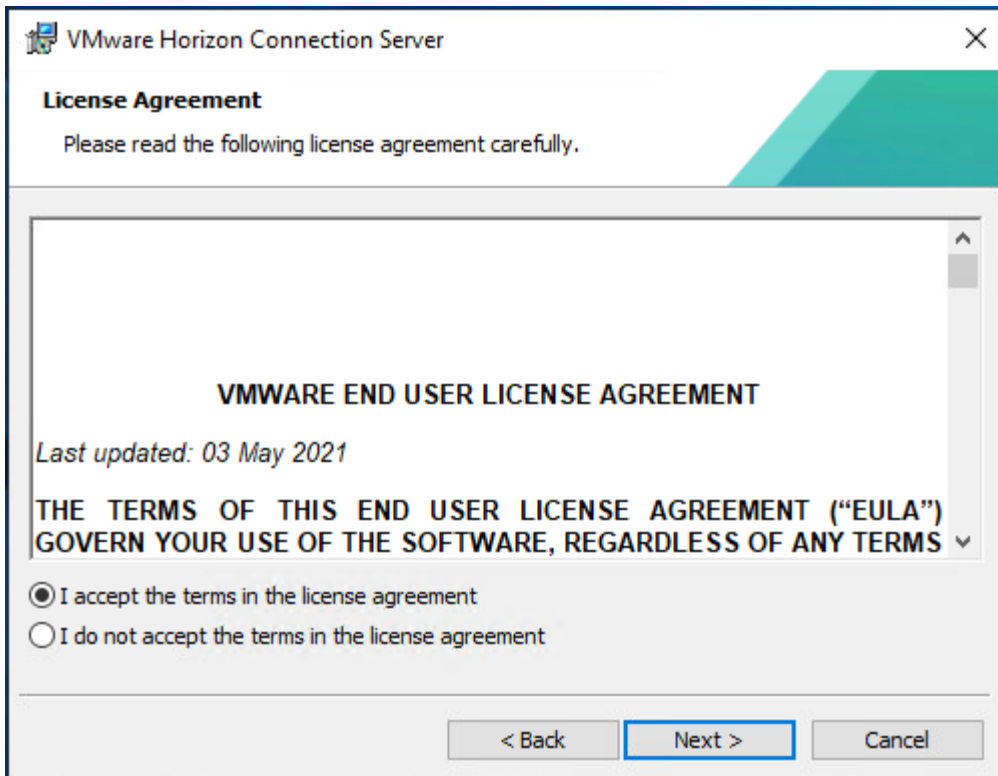 VMware Horizon Connection Server
License Agreement
Please read the following license agreement carefully.
VMWARE END USER LICENSE AGREEMENT
Last updated: 03 May 2021
THE TERMS OF THIS END USER LICENSE AGREEMENT (“EULA”)
GOVERN YOUR USE OF THE SOFTWARE, REGARDLESS OF ANY TERMS
I accept the terms in the license agreement
I do not accept the terms in the license agreement
< Back Next > Cancel